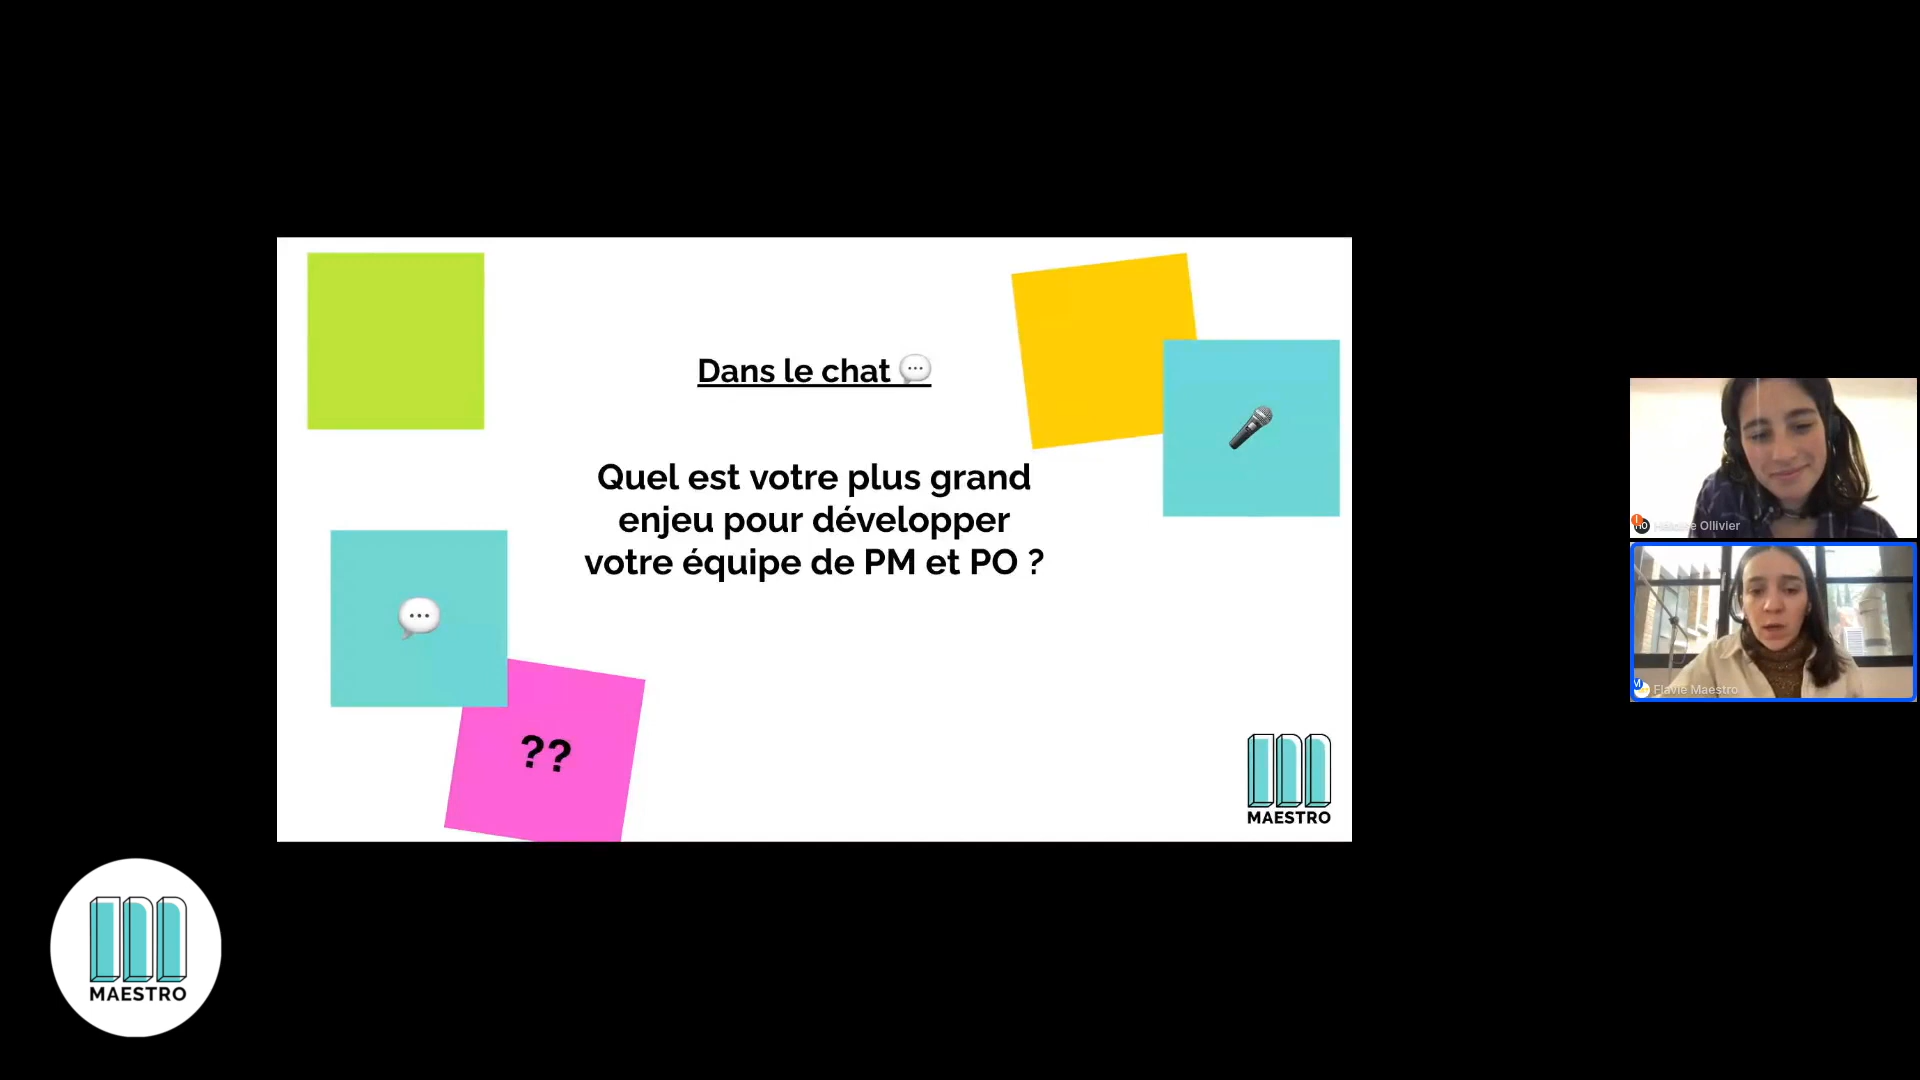 Dans le chat
Quel est votre plus grand
enjeu pour développer
votre équipe de PM et PO ?
??
MAESTRO
MAESTRO
Ollivier
Flavie Maestro